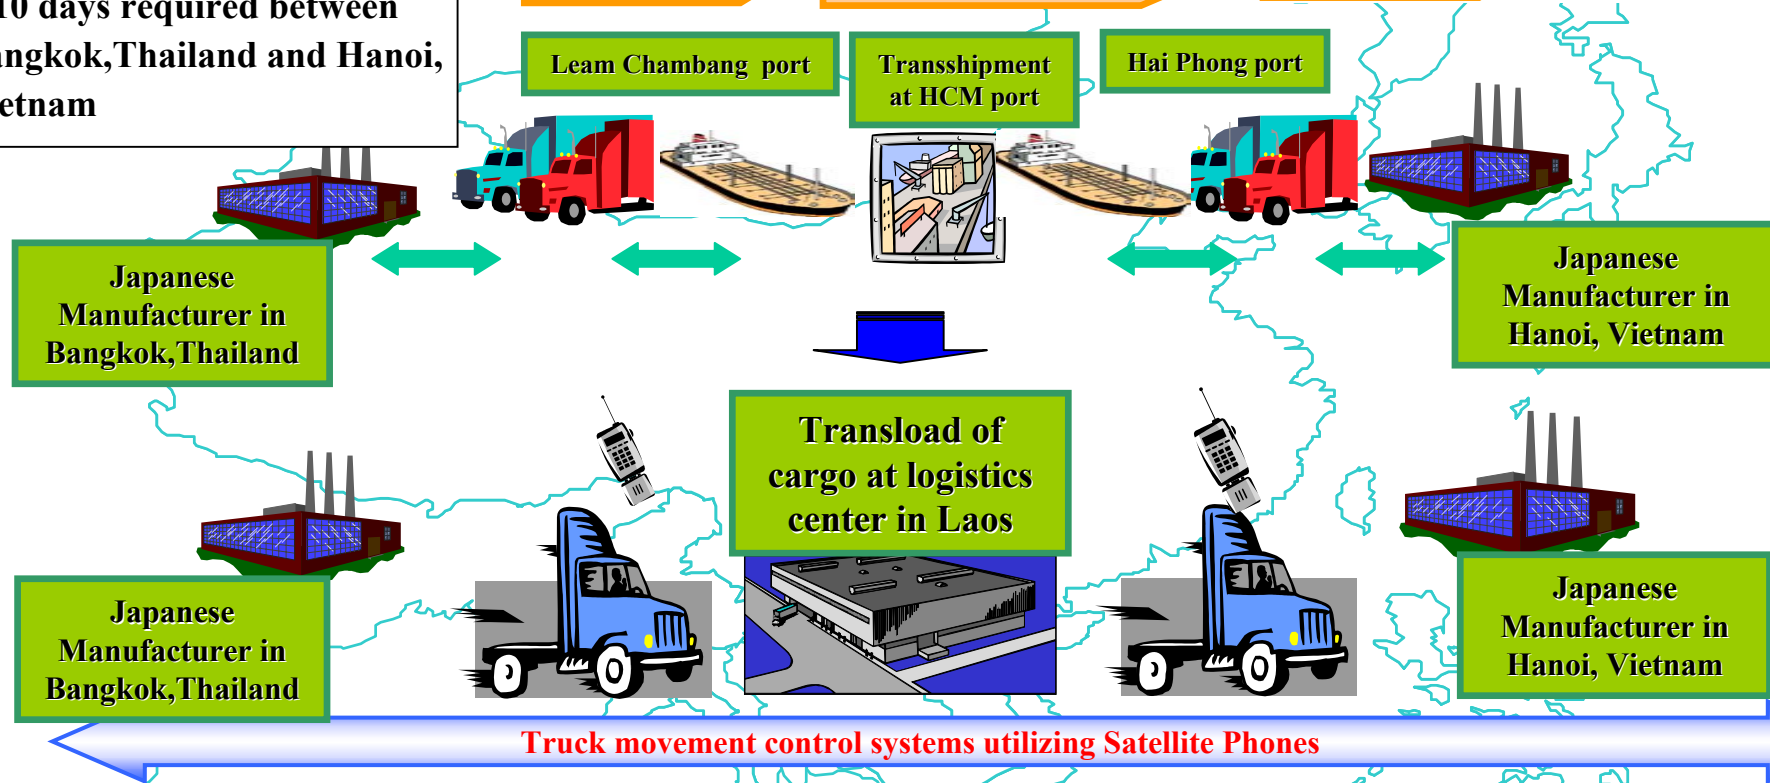 10 days required between
angkok,Thailand and Hanoi,
etnam
Leam Chambang port
Transshipment
at HCM port
Hai Phong port
Japanese
Manufacturer in
Bangkok,Thailand
Japanese
Manufacturer in
Hanoi, Vietnam
Transload of
cargo at logistics
center in Laos
Japanese
Manufacturer in
Bangkok,Thailand
Japanese
Manufacturer in
Hanoi, Vietnam
Truck movement control systems utilizing Satellite Phones